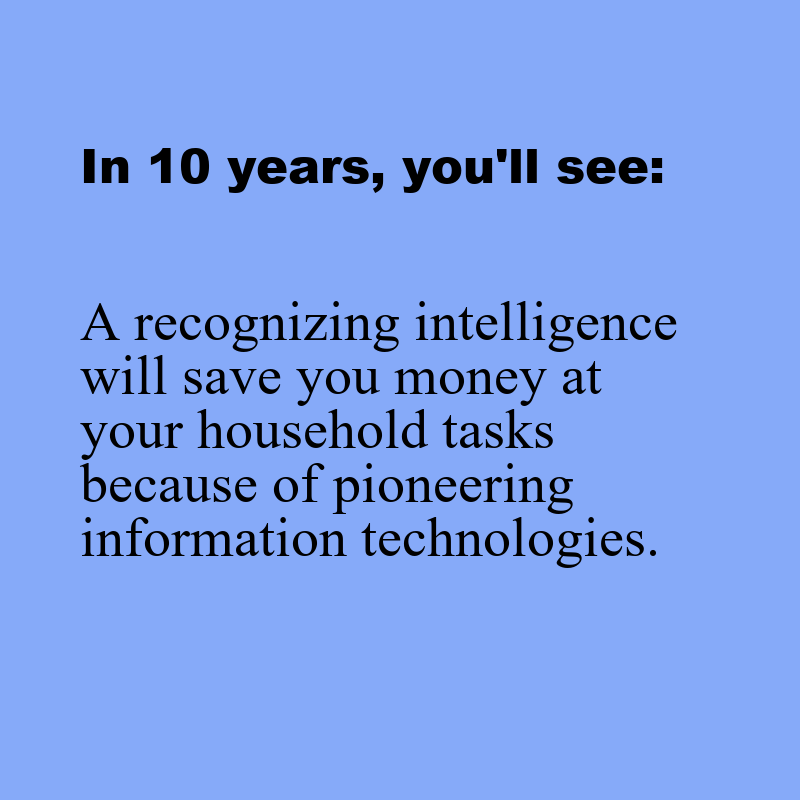 In 10 years, you'll see:
A recognizing intelligence
will save you money at
your household tasks
because of pioneering
information technologies.